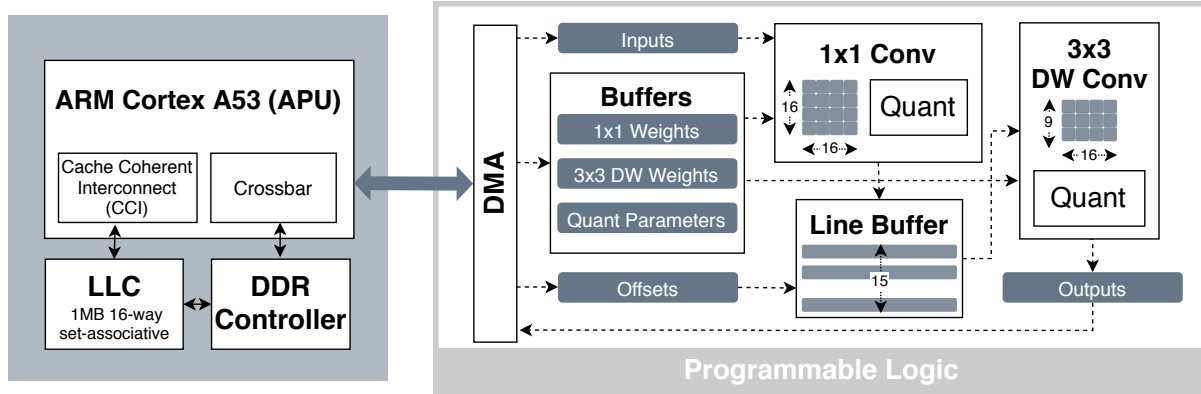 ARM Cortex A53 (APU)
Cache Coherent
Interconnect
(CCI)
Crossbar
LLC
1MB 16-way
set-associative
DDR
Controller
DMA
Inputs
Buffers
1x1 Weights
3x3 DW Weights
Quant Parameters
Offsets
1x1 Conv
16
16
Quant
Line Buffer
15
3x3
DW Conv
9
16
Quant
Outputs
Programmable Logic